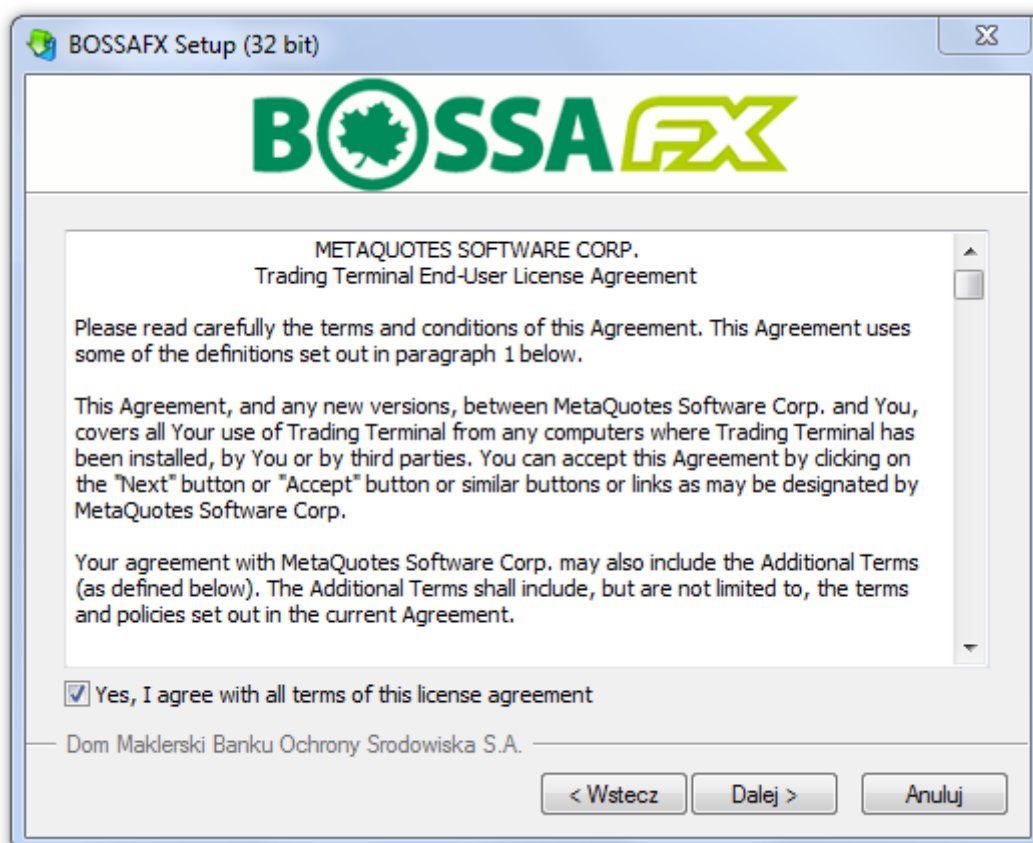 BOSSAFX Setup (32 bit)
BOSSA FX
METAQUOTES SOFTWARE CORP.
Trading Terminal End-User License Agreement
Please read carefully the terms and conditions of this Agreement. This Agreement uses
some of the definitions set out in paragraph 1 below.
This Agreement, and any new versions, between MetaQuotes Software Corp. and You,
covers all Your use of Trading Terminal from any computers where Trading Terminal has
been installed, by You or by third parties. You can accept this Agreement by clicking on
the "Next" button or "Accept" button or similar buttons or links as may be designated by
MetaQuotes Software Corp.
Your agreement with MetaQuotes Software Corp. may also include the Additional Terms
(as defined below). The Additional Terms shall include, but are not limited to, the terms
and policies set out in the current Agreement.
Yes, I agree with all terms of this license agreement
Dom Maklerski Banku Ochrony Srodowiska S.A.
< Wstecz Dalej > Anuluj